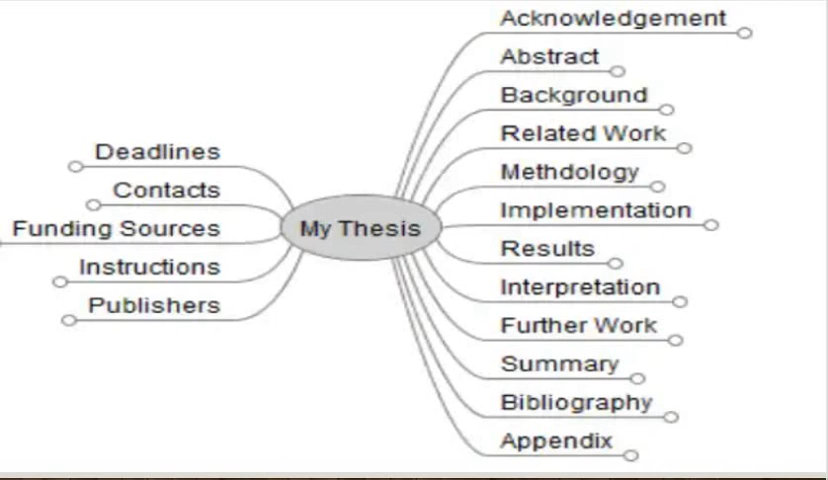 Deadlines
Contacts
Funding Sources
Instructions
Publishers
My Thesis
Acknowledgement
Abstract
Background
Related Work
Methdology
Implementation
Results
Interpretation
Further Work
Summary
Bibliography
Appendix